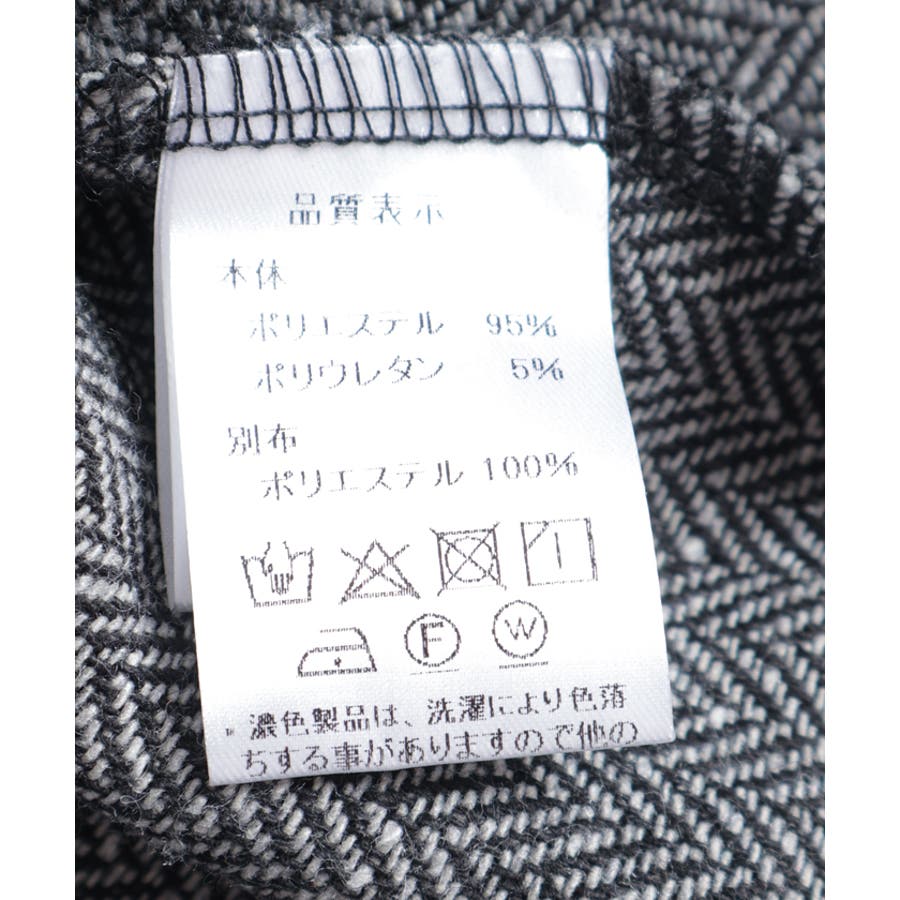 品質表示
本体
ポリエステル 95%
ポリウレタン 5%
別布
ポリエステル 100%
F W
*濃色製品は、洗濯により色落
ちする事がありますので他の